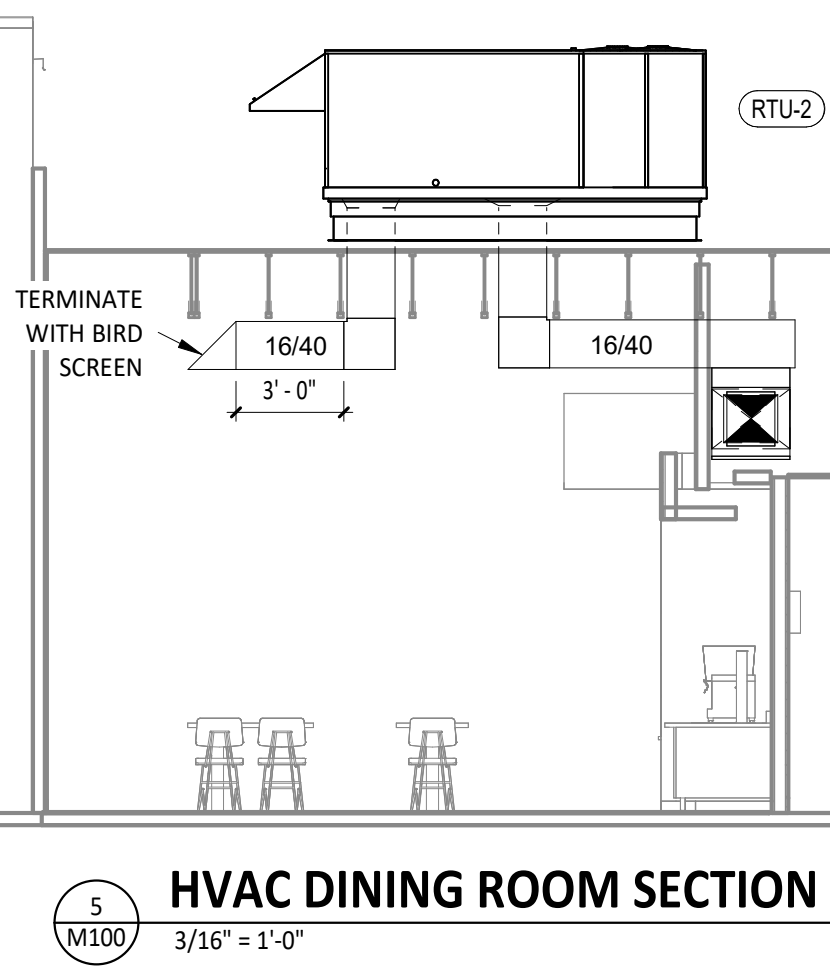 RTU-2
TERMINATE
WITH BIRD
SCREEN
16/40
16/40
3' - 0"
5
M100
HVAC DINING ROOM SECTION
3/16" = 1'-0"